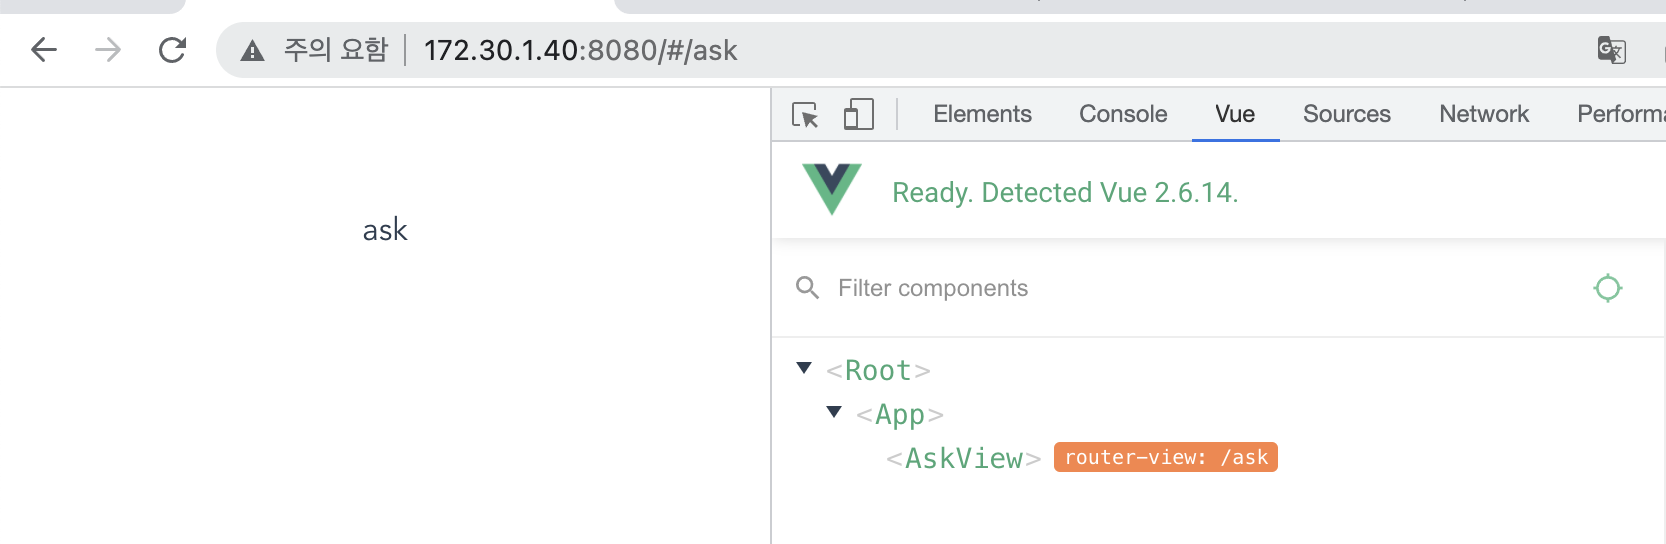 주의 요함 172.30.1.40:8080/#/ask
Elements Console Vue Sources Network Performa
Ready. Detected Vue 2.6.14.
ask
Filter components
<Root>
<App>
<AskView> router-view: /ask